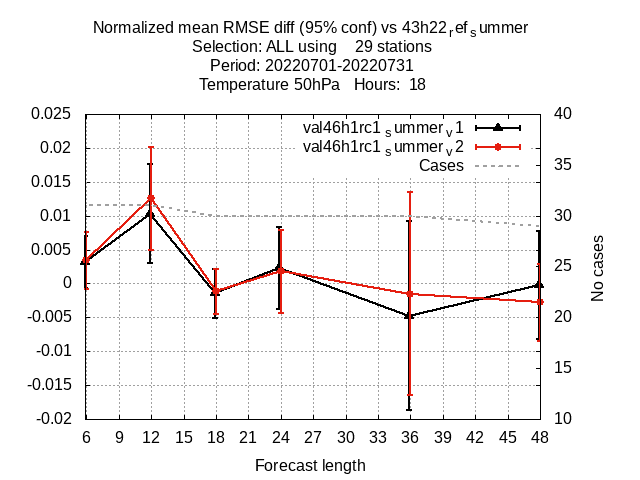 Normalized mean RMSE diff (95% conf) vs 43h22refsummer
Selection: ALL using 29 stations
Period: 20220701-20220731
Temperature 50hPa Hours: 18
val46h1rc1summerv1
val46h1rc1summerv2
Cases
0.025
0.02
0.015
0.01
0.005
0
-0.005
-0.01
-0.015
-0.02
40
35
30
25
20
15
10
No cases
6 9 12 15 18 21 24 27 30 33 36 39 42 45 48
Forecast length